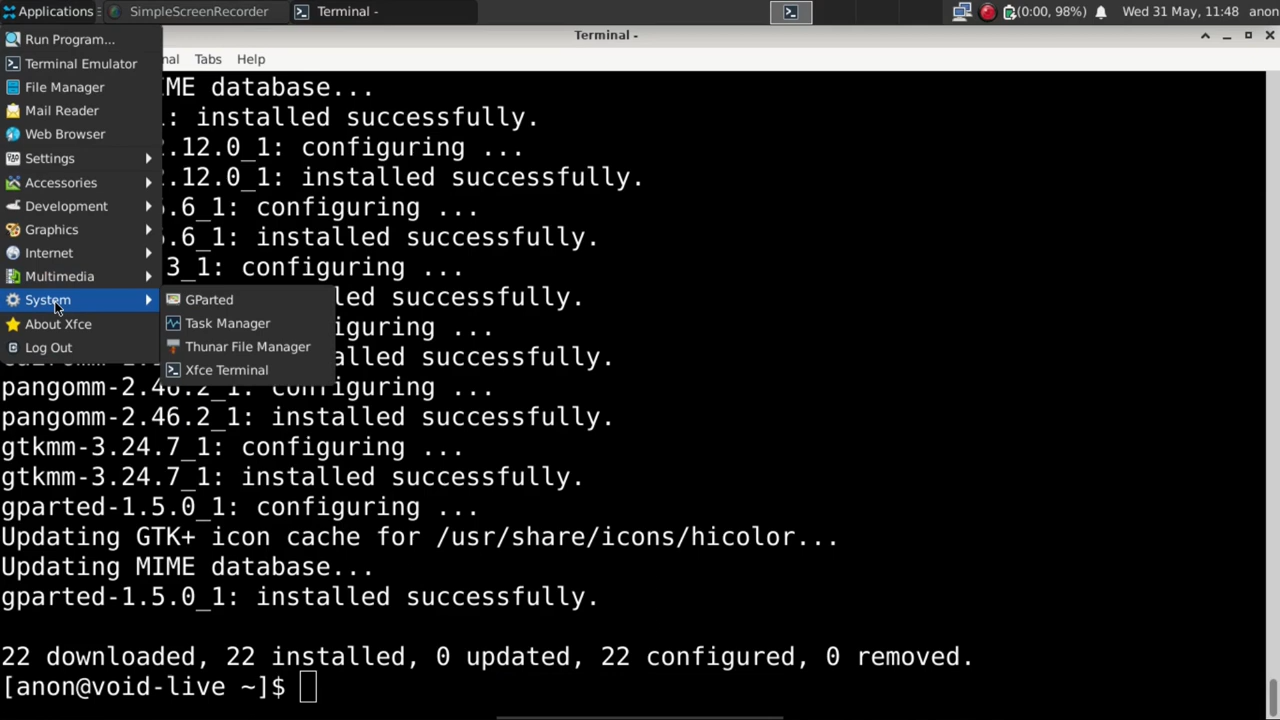 Applications
SimpleScreenRecorder
Terminal -
(0:00, 98%)
Wed 31 May, 11:48
anon
Terminal -
nal Tabs Help
Run Program...
Terminal Emulator
File Manager
Mail Reader
Web Browser
Settings
Accessories
Development
Graphics
Internet
Multimedia
System
About Xfce
Log Out
GParted
Task Manager
Thunar File Manager
Xfce Terminal
IME database...
: installed successfully.
.12.0_1: configuring ...
.12.0_1: installed successfully.
.6_1: configuring ...
.6_1: installed successfully.
3_1: configuring ...
led successfully.
iguring ...
led successfully.
pangomm-2.46.2_1: configuring ...
pangomm-2.46.2_1: installed successfully.
gtkmm-3.24.7_1: configuring ...
gtkmm-3.24.7_1: installed successfully.
gparted-1.5.0_1: configuring ...
Updating GTK+ icon cache for /usr/share/icons/hicolor...
Updating MIME database...
gparted-1.5.0_1: installed successfully.
22 downloaded, 22 installed, 0 updated, 22 configured, 0 removed.
[anon@void-live ~]$